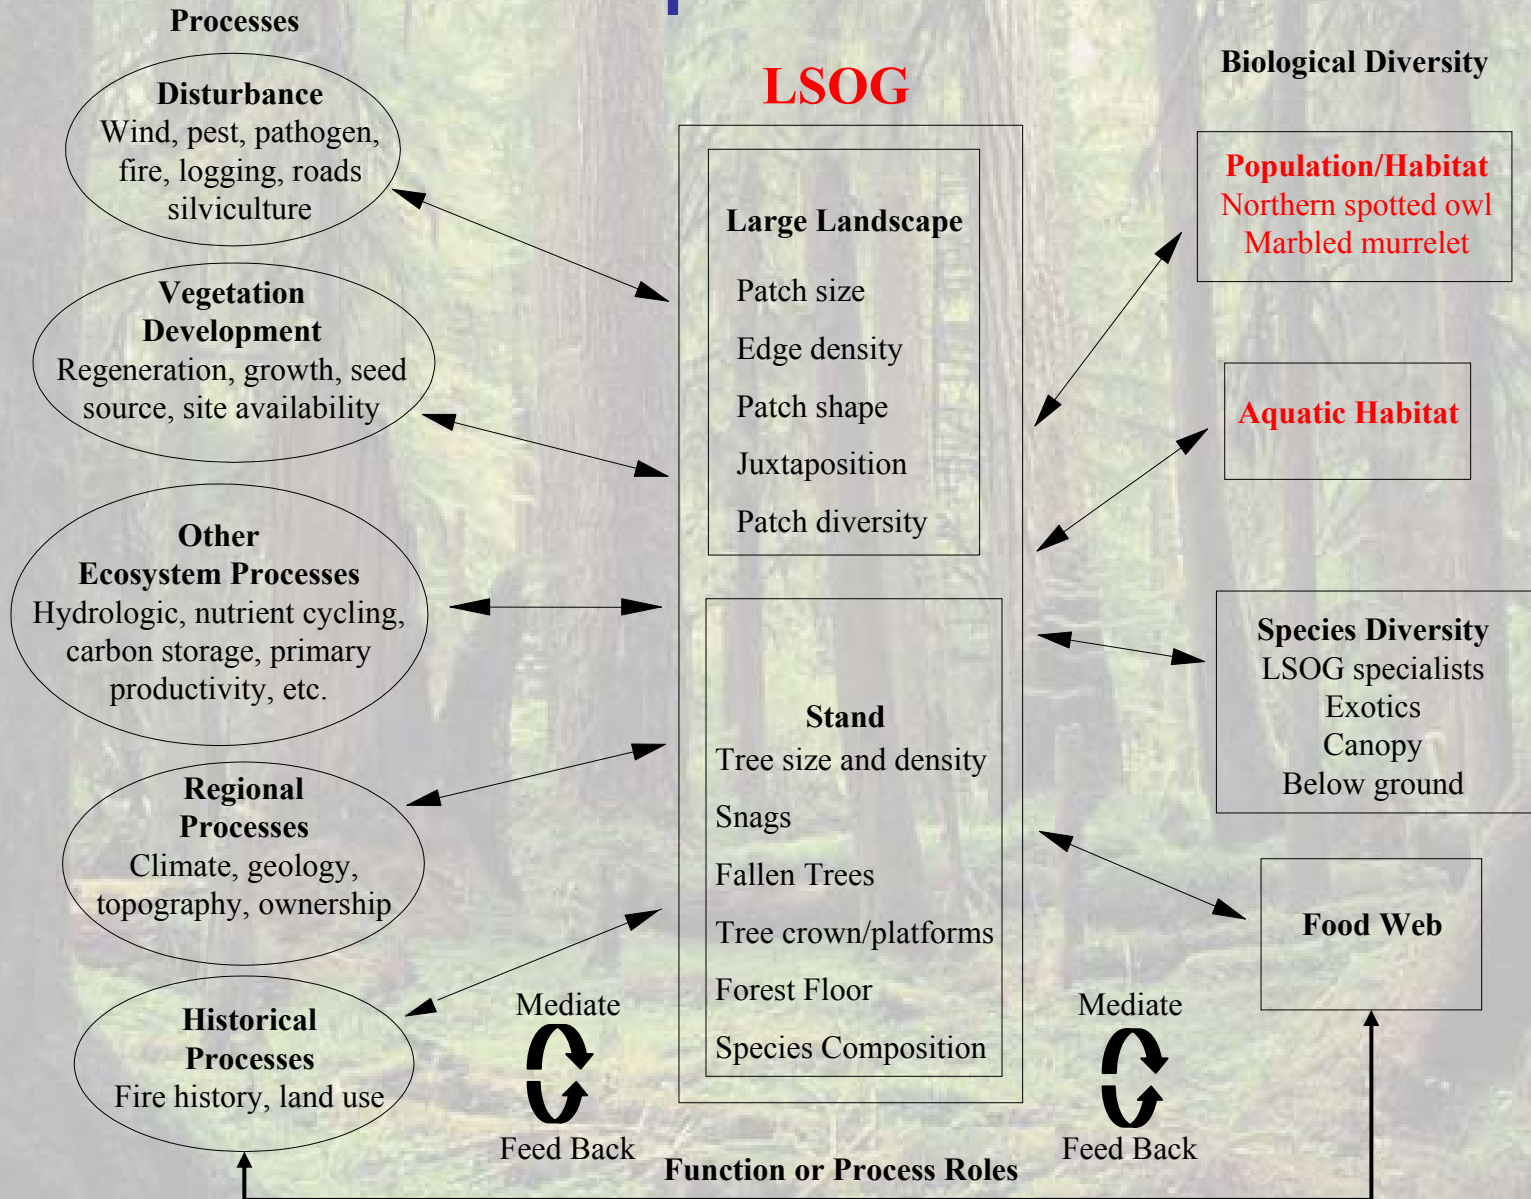 Processes
Disturbance
Wind, pest, pathogen,
fire, logging, roads
silviculture
Vegetation
Development
Regeneration, growth, seed
source, site availability
Other
Ecosystem Processes
Hydrologic, nutrient cycling,
carbon storage, primary
productivity, etc.
Regional
Processes
Climate, geology,
topography, ownership
Historical
Processes
Fire history, land use
LSOG
Large Landscape
Patch size
Edge density
Patch shape
Juxtaposition
Patch diversity
Stand
Tree size and density
Snags
Fallen Trees
Tree crown/platforms
Forest Floor
Species Composition
Mediate
Feed Back
Mediate
Feed Back
Function or Process Roles
Biological Diversity
Population/Habitat
Northern spotted owl
Marbled murrelet
Aquatic Habitat
Species Diversity
LSOG specialists
Exotics
Canopy
Below ground
Food Web